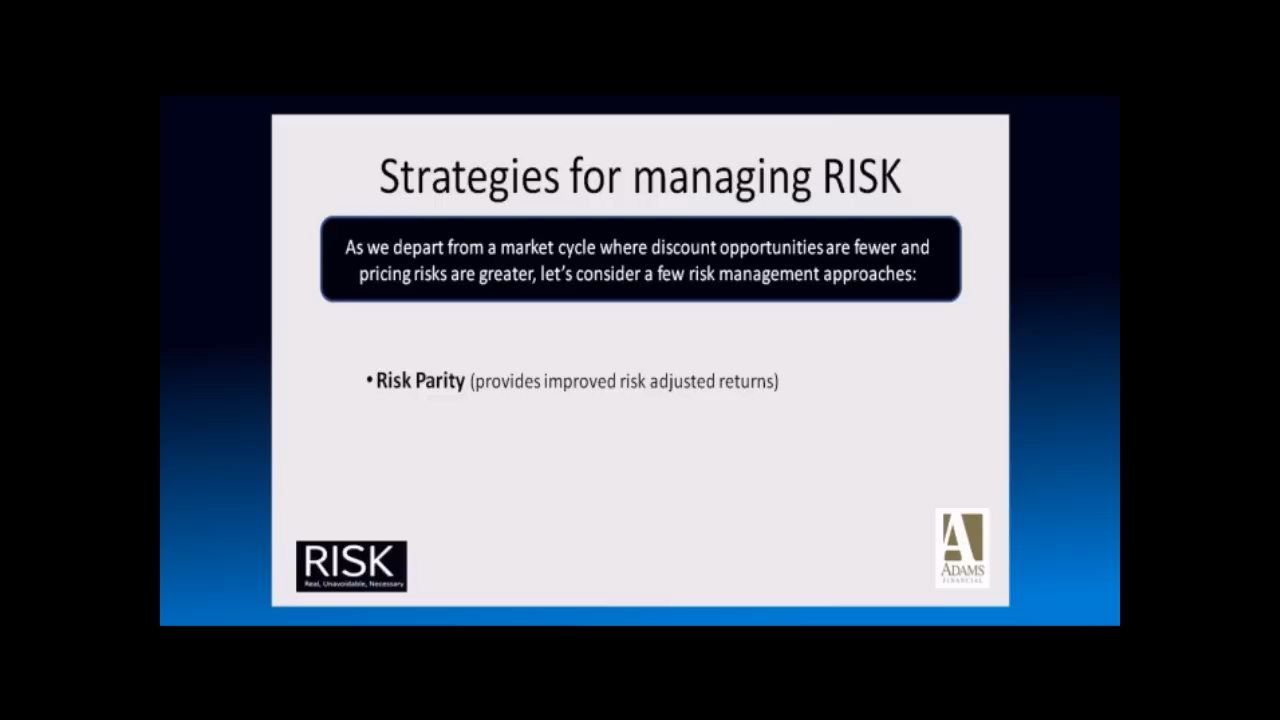 Strategies for managing RISK
As we depart from a market cycle where discount opportunities are fewer and
pricing risks are greater, let's consider a few risk management approaches:
• Risk Parity (provides improved risk adjusted returns)
RISK
Real, Unavoidable, Necessary
A
ADAMS
FINANCIAL